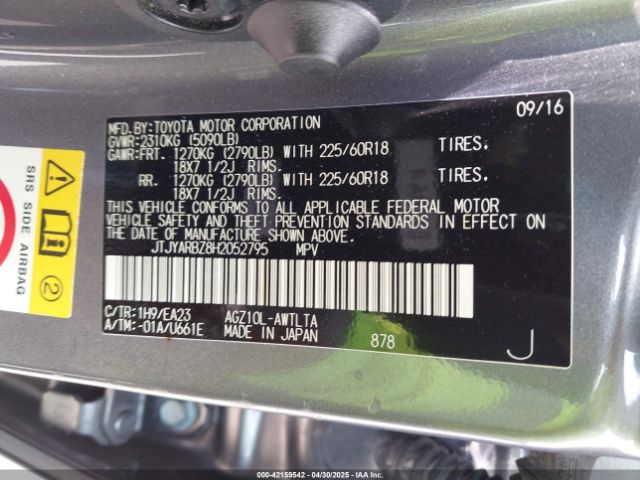 09/16
MFD.BY:TOYOTA MOTOR CORPORATION
GVWR:2310KG (5090LB)
GAWR:FRT. 1270KG (2790LB) WITH 225/60R18 TIRES.
18X7 1/2J RIMS.
RR. 1270KG (2790LB) WITH 225/60R18 TIRES.
18X7 1/2J RIMS.
THIS VEHICLE CONFORMS TO ALL APPLICABLE FEDERAL MOTOR
VEHICLE SAFETY AND THEFT PREVENTION STANDARDS IN EFFECT ON
THE DATE OF MANUFACTURE SHOWN ABOVE.
JTJYARBZ8H2052795 MPV
C/TR:1H9/EA23 AGZ10L-AWTLTA
A/TM:-01A/U661E MADE IN JAPAN 878 J
SRS SIDE AIRBAG
2
000-42159542 - 04/30/2025 - IAAI.com